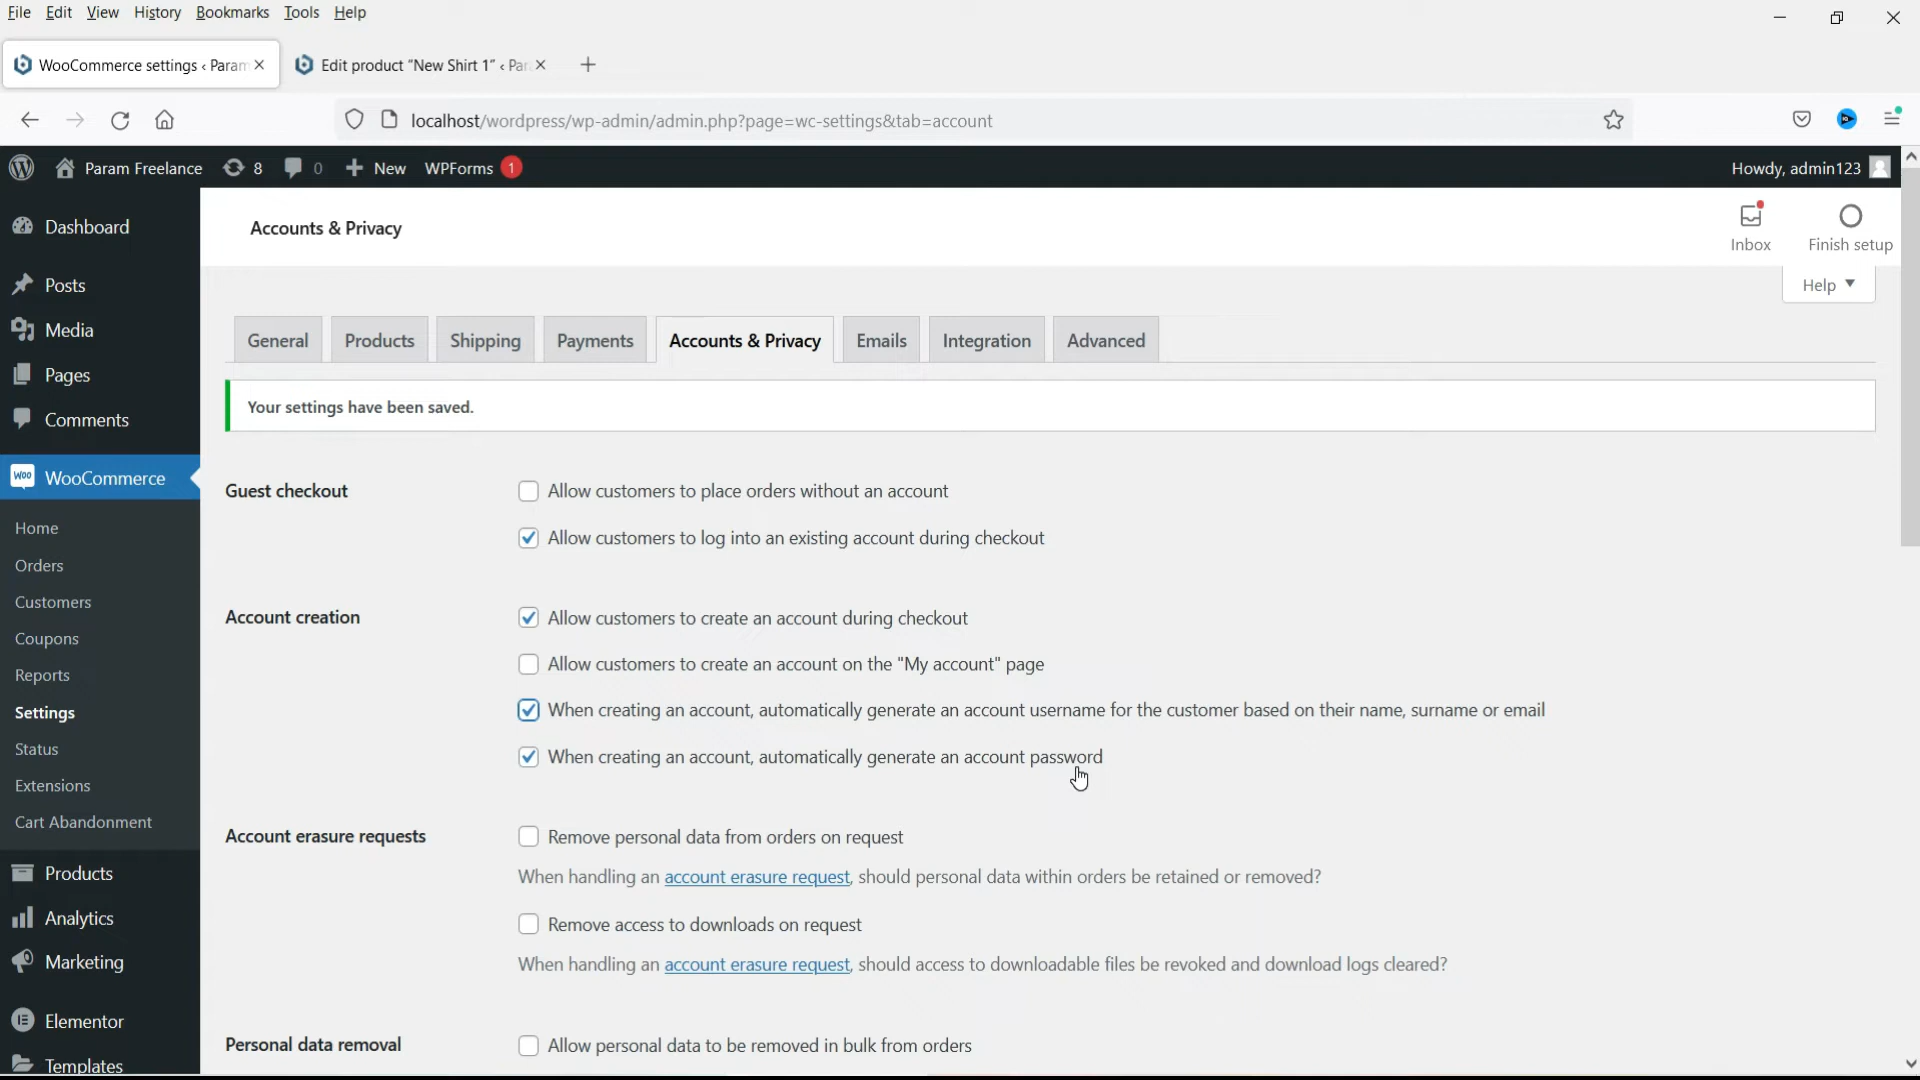 File Edit View History Bookmarks Tools Help
WooCommerce settings ‹ Param
Edit product “New Shirt 1” ‹ Par
localhost/wordpress/wp-admin/admin.php?page=wc-settings&tab=account
Param Freelance 8 0 New WPForms 1 Howdy, admin123
Dashboard
Posts
Media
Pages
Comments
Woo WooCommerce
Home
Orders
Customers
Coupons
Reports
Settings
Status
Extensions
Cart Abandonment
Products
Analytics
Marketing
Elementor
Templates
Accounts & Privacy
Inbox
Finish setup
Help
General Products Shipping Payments Accounts & Privacy Emails Integration Advanced
Your settings have been saved.
Guest checkout
Allow customers to place orders without an account
Allow customers to log into an existing account during checkout
Account creation
Allow customers to create an account during checkout
Allow customers to create an account on the "My account" page
When creating an account, automatically generate an account username for the customer based on their name, surname or email
When creating an account, automatically generate an account password
Account erasure requests
Remove personal data from orders on request
When handling an account erasure request, should personal data within orders be retained or removed?
Remove access to downloads on request
When handling an account erasure request, should access to downloadable files be revoked and download logs cleared?
Personal data removal
Allow personal data to be removed in bulk from orders